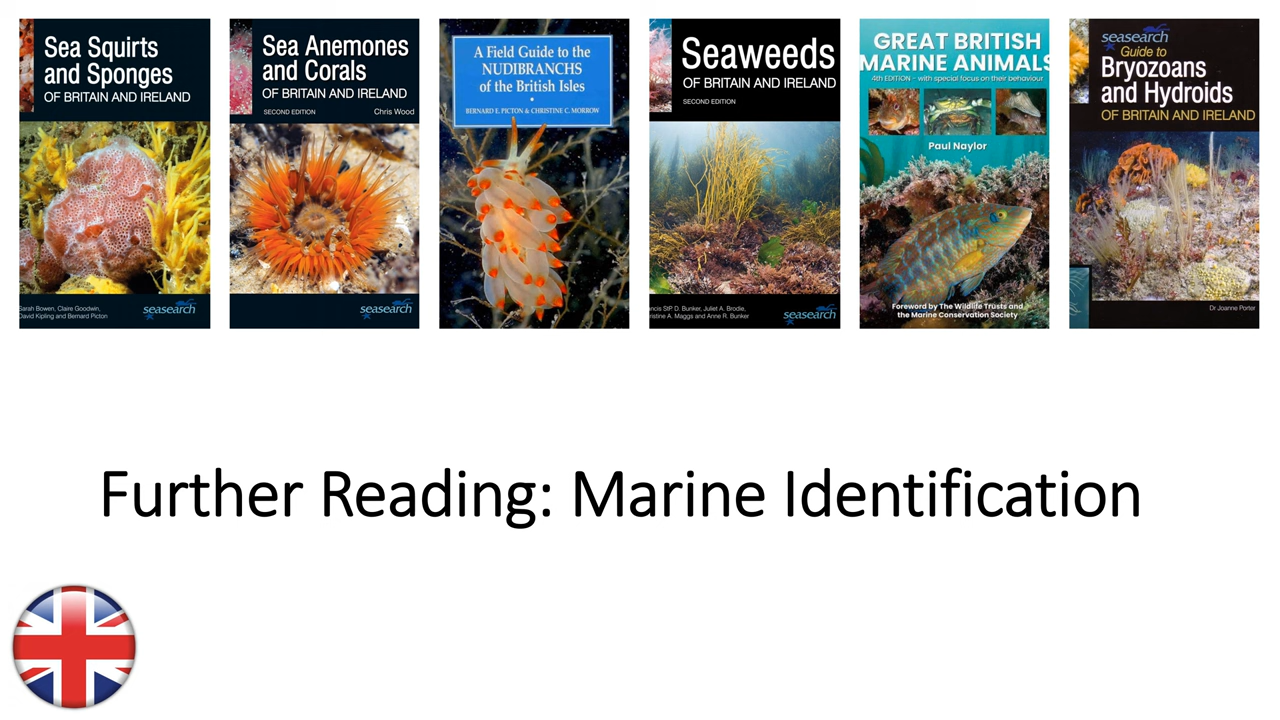 Sea Squirts
and Sponges
OF BRITAIN AND IRELAND
Sarah Bowen, Claire Goodwin,
David Kipling and Bernard Picton
seasearch
Sea Anemones
and Corals
OF BRITAIN AND IRELAND
SECOND EDITION
Chris Wood
seasearch
A Field Guide to the
NUDIBRANCHS
of the British Isles
BERNARD E. PICTON & CHRISTINE C. MORROW
Seaweeds
OF BRITAIN AND IRELAND
SECOND EDITION
ncis StP. D. Bunker, Juliet A. Brodie,
ristine A. Maggs and Anne R. Bunker
seasearch
GREAT BRITISH
MARINE ANIMALS
4th EDITION - with special focus on their behaviour
Paul Naylor
Foreword by The Wildlife Trusts and
the Marine Conservation Society
seasearch
Guide to
Bryozoans
and Hydroids
OF BRITAIN AND IRELAND
Dr Joanne Porter
Further Reading: Marine Identification